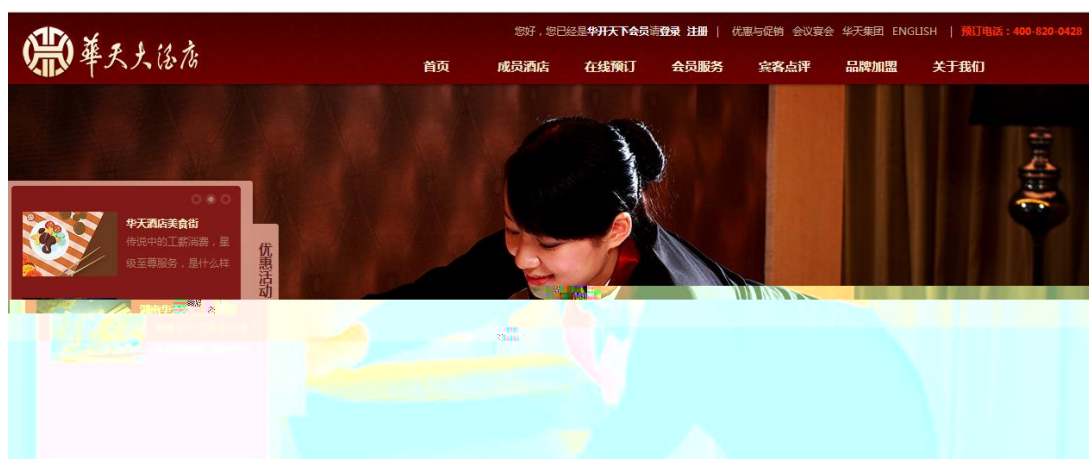 您好，您已经是华开天下会员请登录 注册 | 优惠与促销 会议宴会 华天集团 ENGLISH | 预订电话：400-820-0428
華天大酒店
首页 成员酒店 在线预订 会员服务 宾客点评 品牌加盟 关于我们
华天酒店美食街
传说中的工薪消费，星
级至尊服务，是什么样
优惠活动